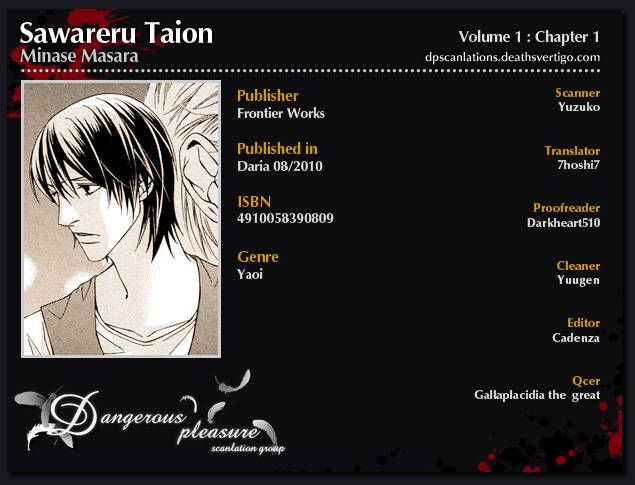 Sawareru Taion
Minase Masara
Volume 1 : Chapter 1
dpscanlations.deathsvertigo.com
Publisher
Frontier Works
Published in
Daria 08/2010
ISBN
4910058390809
Genre
Yaoi
Scanner
Yuzuko
Translator
7hoshi7
Proofreader
Darkheart510
Cleaner
Yuugen
Editor
Cadenza
Qcer
Gallaplacidia the great
Dangerous
pleasure
scanlation group